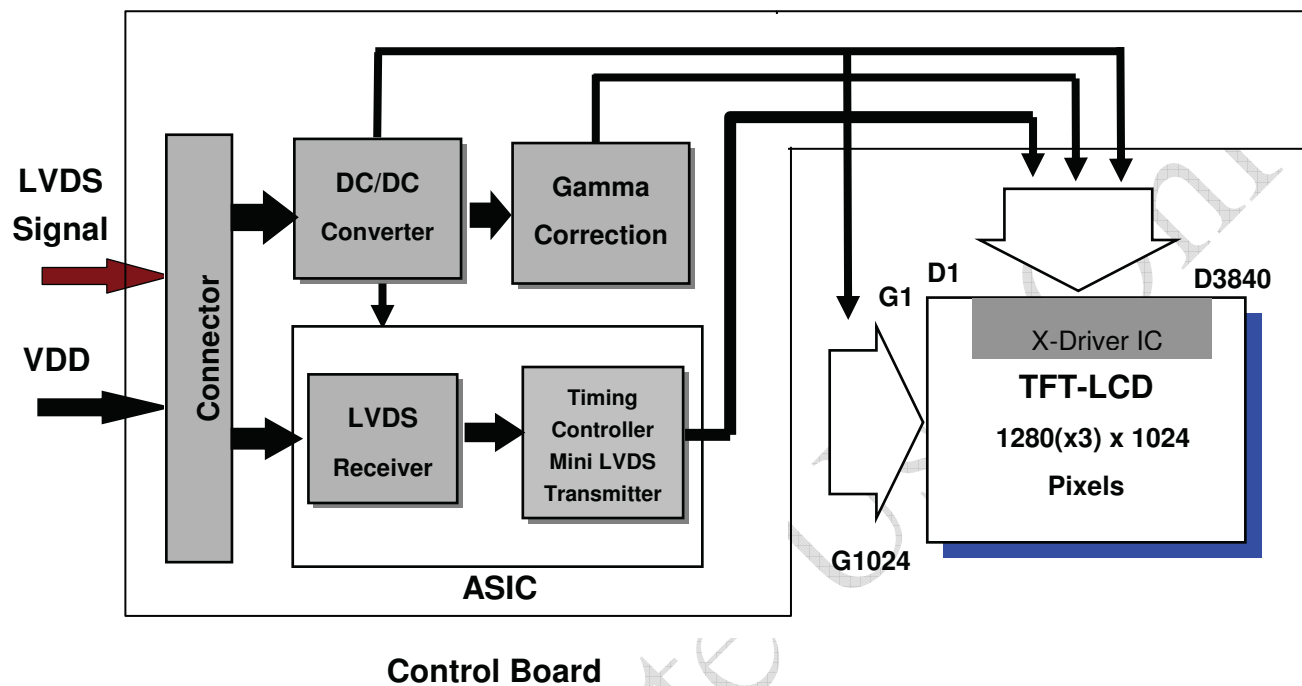 LVDS
Signal
VDD
Connector
DC/DC
Converter
Gamma
Correction
LVDS
Receiver
Timing
Controller
Mini LVDS
Transmitter
ASIC
D1
D3840
G1
X-Driver IC
TFT-LCD
1280(x3) x 1024
Pixels
G1024
Control Board